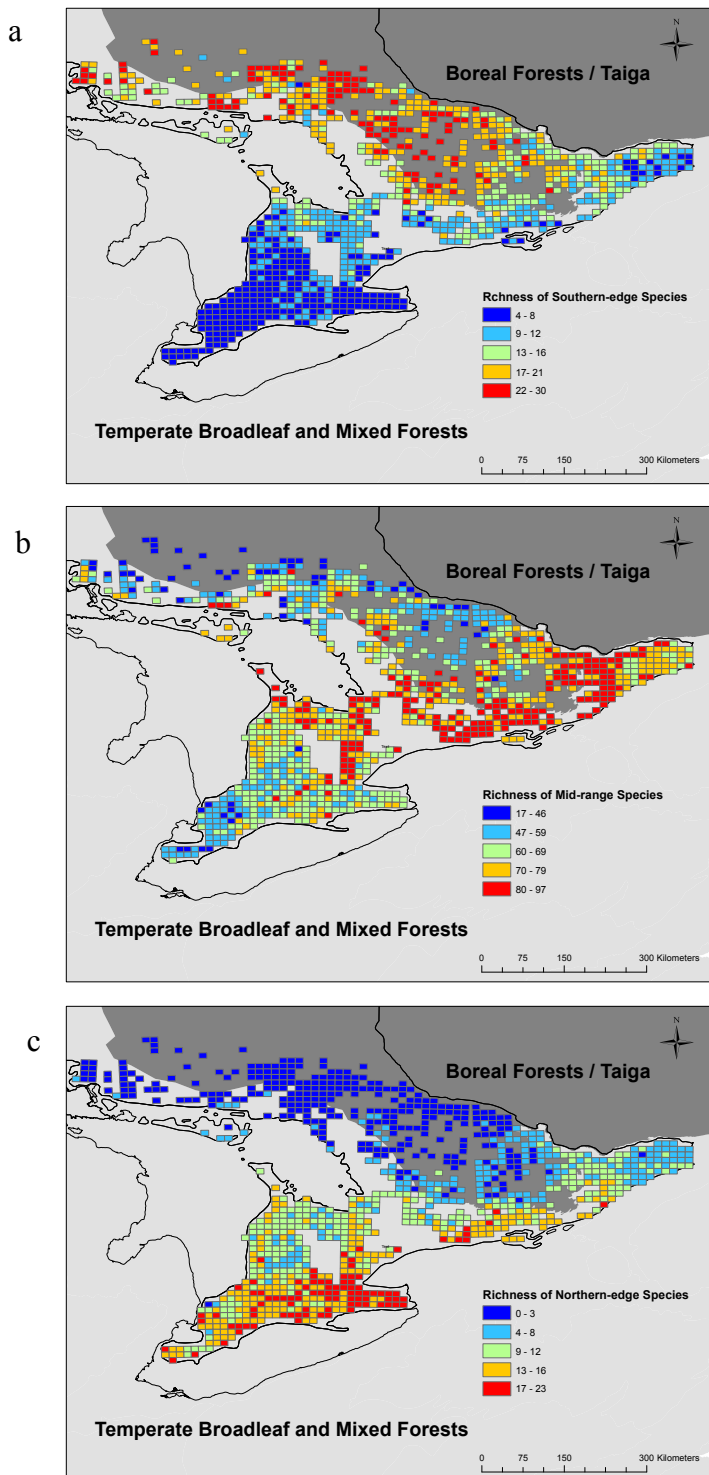 a
N
Boreal Forests / Taiga
Rchness of Southern-edge Species
4 - 8
9 - 12
13 - 16
17 - 21
22 - 30
Temperate Broadleaf and Mixed Forests
0 75 150 300 Kilometers
b
N
Boreal Forests / Taiga
Richness of Mid-range Species
17 - 46
47 - 59
60 - 69
70 - 79
80 - 97
Temperate Broadleaf and Mixed Forests
0 75 150 300 Kilometers
c
N
Boreal Forests / Taiga
Richness of Northern-edge Species
0 - 3
4 - 8
9 - 12
13 - 16
17 - 23
Temperate Broadleaf and Mixed Forests
0 75 150 300 Kilometers